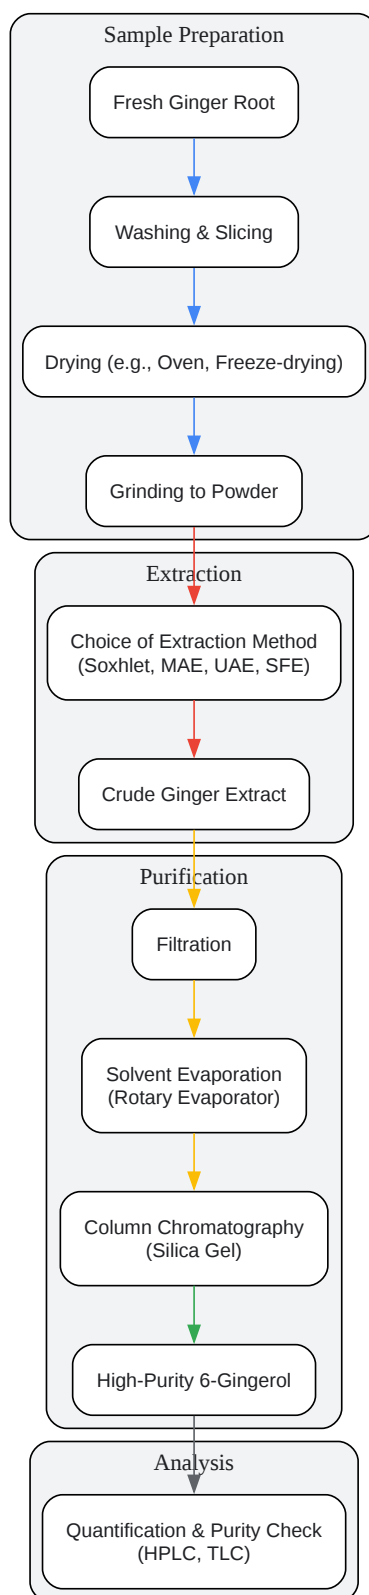 Sample Preparation
Fresh Ginger Root
Washing & Slicing
Drying (e.g., Oven, Freeze-drying)
Grinding to Powder
Extraction
Choice of Extraction Method
(Soxhlet, MAE, UAE, SFE)
Crude Ginger Extract
Purification
Filtration
Solvent Evaporation
(Rotary Evaporator)
Column Chromatography
(Silica Gel)
High-Purity 6-Gingerol
Analysis
Quantification & Purity Check
(HPLC, TLC)